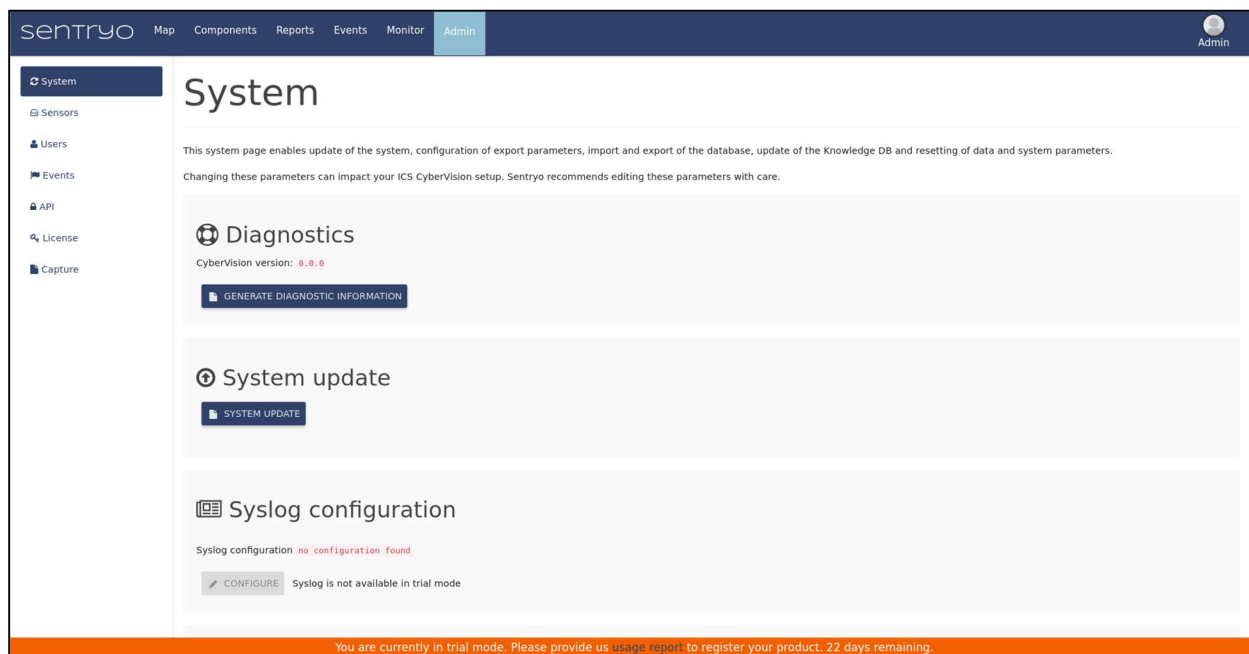 sentryo Map Components Reports Events Monitor Admin
Admin
System
Sensors
Users
Events
API
License
Capture
System
This system page enables update of the system, configuration of export parameters, import and export of the database, update of the Knowledge DB and resetting of data and system parameters.
Changing these parameters can impact your ICS CyberVision setup. Sentryo recommends editing these parameters with care.
Diagnostics
CyberVision version: 0.0.0
GENERATE DIAGNOSTIC INFORMATION
System update
SYSTEM UPDATE
Syslog configuration
Syslog configuration no configuration found
CONFIGURE Syslog is not available in trial mode
You are currently in trial mode. Please provide us usage report to register your product. 22 days remaining.